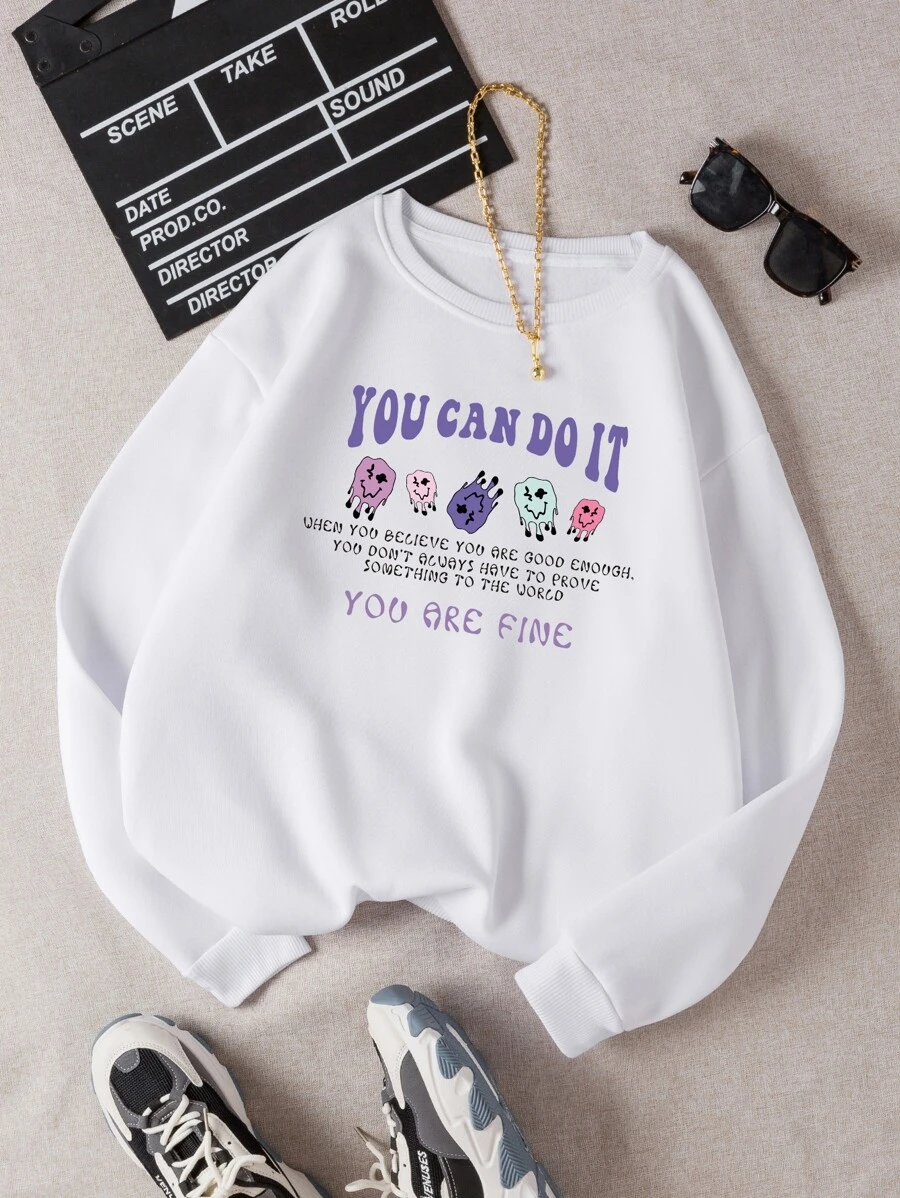 ROLL
TAKE
SCENE
SOUND
DATE
PROD.CO.
DIRECTOR
DIRECTOR
YOU CAN DO IT
WHEN YOU BELIEVE YOU ARE GOOD ENOUGH.
YOU DON'T ALWAYS HAVE TO PROVE
SOMETHING TO THE WORLD
YOU ARE FINE
VENUSES